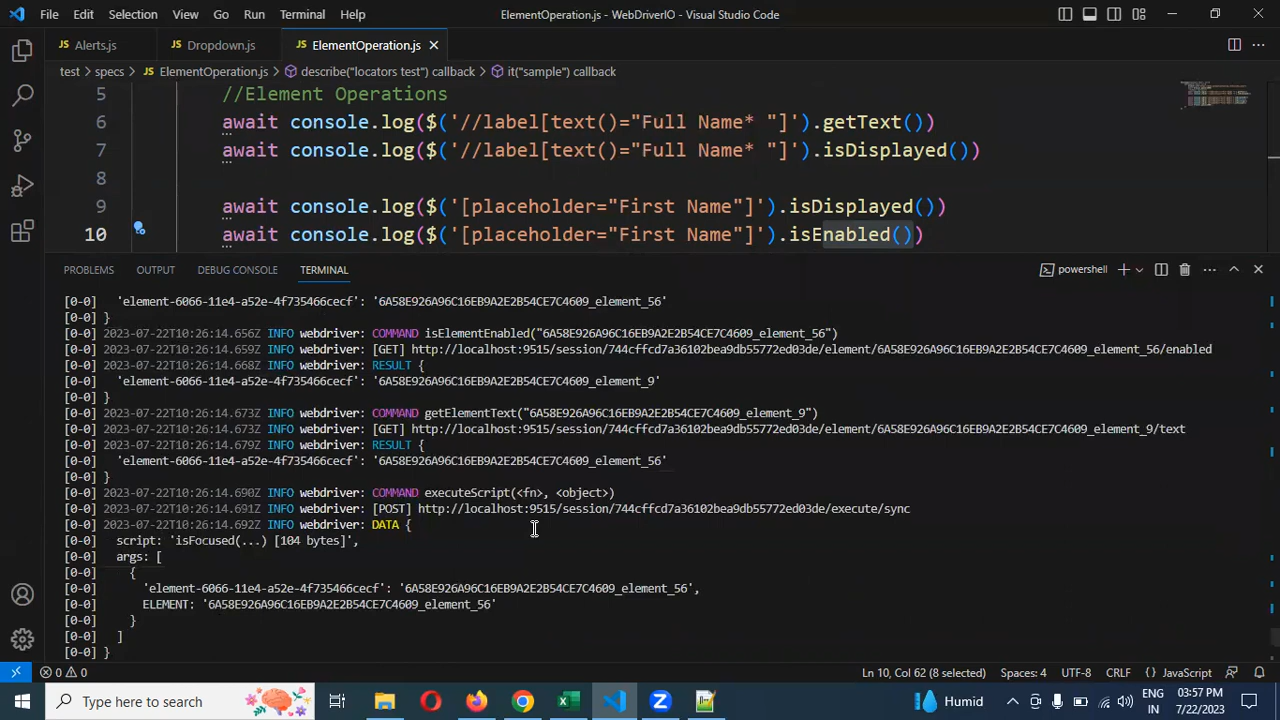 File Edit Selection View Go Run Terminal Help ElementOperation.js - WebDriverIO - Visual Studio Code
Alerts.js Dropdown.js ElementOperation.js
test > specs > ElementOperation.js > describe("locators test") callback > it("sample") callback
5 //Element Operations
6 await console.log($('//label[text()="Full Name* "]').getText())
7 await console.log($('//label[text()="Full Name* "]').isDisplayed())
8
9 await console.log($('[placeholder="First Name"]').isDisplayed())
10 await console.log($('[placeholder="First Name"]').isEnabled())
PROBLEMS OUTPUT DEBUG CONSOLE TERMINAL powershell
[0-0] 'element-6066-11e4-a52e-4f735466cecf': '6A58E926A96C16EB9A2E2B54CE7C4609_element_56'
[0-0] }
[0-0] 2023-07-22T10:26:14.656Z INFO webdriver: COMMAND isElementEnabled("6A58E926A96C16EB9A2E2B54CE7C4609_element_56")
[0-0] 2023-07-22T10:26:14.659Z INFO webdriver: [GET] http://localhost:9515/session/744cffcd7a36102bea9db55772ed03de/element/6A58E926A96C16EB9A2E2B54CE7C4609_element_56/enabled
[0-0] 2023-07-22T10:26:14.668Z INFO webdriver: RESULT {
[0-0] 'element-6066-11e4-a52e-4f735466cecf': '6A58E926A96C16EB9A2E2B54CE7C4609_element_9'
[0-0] }
[0-0] 2023-07-22T10:26:14.673Z INFO webdriver: COMMAND getElementText("6A58E926A96C16EB9A2E2B54CE7C4609_element_9")
[0-0] 2023-07-22T10:26:14.673Z INFO webdriver: [GET] http://localhost:9515/session/744cffcd7a36102bea9db55772ed03de/element/6A58E926A96C16EB9A2E2B54CE7C4609_element_9/text
[0-0] 2023-07-22T10:26:14.679Z INFO webdriver: RESULT {
[0-0] 'element-6066-11e4-a52e-4f735466cecf': '6A58E926A96C16EB9A2E2B54CE7C4609_element_56'
[0-0] }
[0-0] 2023-07-22T10:26:14.690Z INFO webdriver: COMMAND executeScript(<fn>, <object>)
[0-0] 2023-07-22T10:26:14.691Z INFO webdriver: [POST] http://localhost:9515/session/744cffcd7a36102bea9db55772ed03de/execute/sync
[0-0] 2023-07-22T10:26:14.692Z INFO webdriver: DATA {
[0-0] script: 'isFocused(...) [104 bytes]',
[0-0] args: [
[0-0] {
[0-0] 'element-6066-11e4-a52e-4f735466cecf': '6A58E926A96C16EB9A2E2B54CE7C4609_element_56',
[0-0] ELEMENT: '6A58E926A96C16EB9A2E2B54CE7C4609_element_56'
[0-0] }
[0-0] ]
[0-0] }
0 0 Ln 10, Col 62 (8 selected) Spaces: 4 UTF-8 CRLF {} JavaScript
Type here to search Humid ENG IN 03:57 PM 7/22/2023